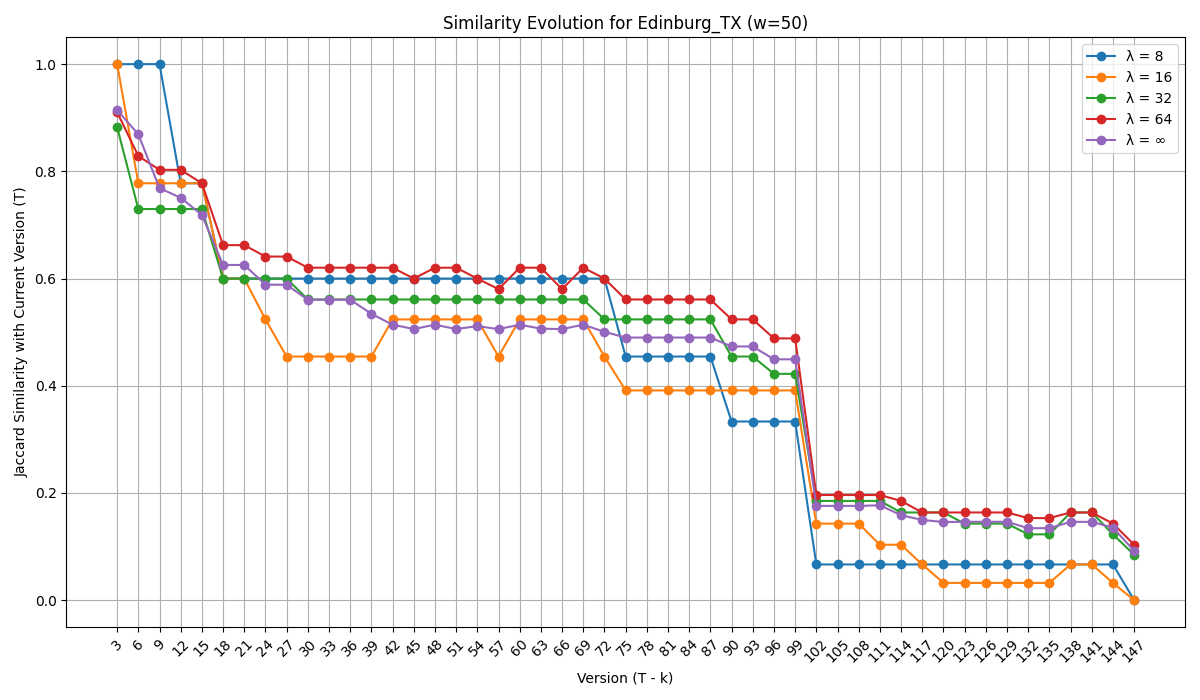 Similarity Evolution for Edinburg_TX (w=50)
λ = 8
λ = 16
λ = 32
λ = 64
λ = ∞
Jaccard Similarity with Current Version (T)
1.0
0.8
0.6
0.4
0.2
0.0
3 6 9 12 15 18 21 24 27 30 33 36 39 42 45 48 51 54 57 60 63 66 69 72 75 78 81 84 87 90 93 96 99 102 105 108 111 114 117 120 123 126 129 132 135 138 141 144 147
Version (T - k)